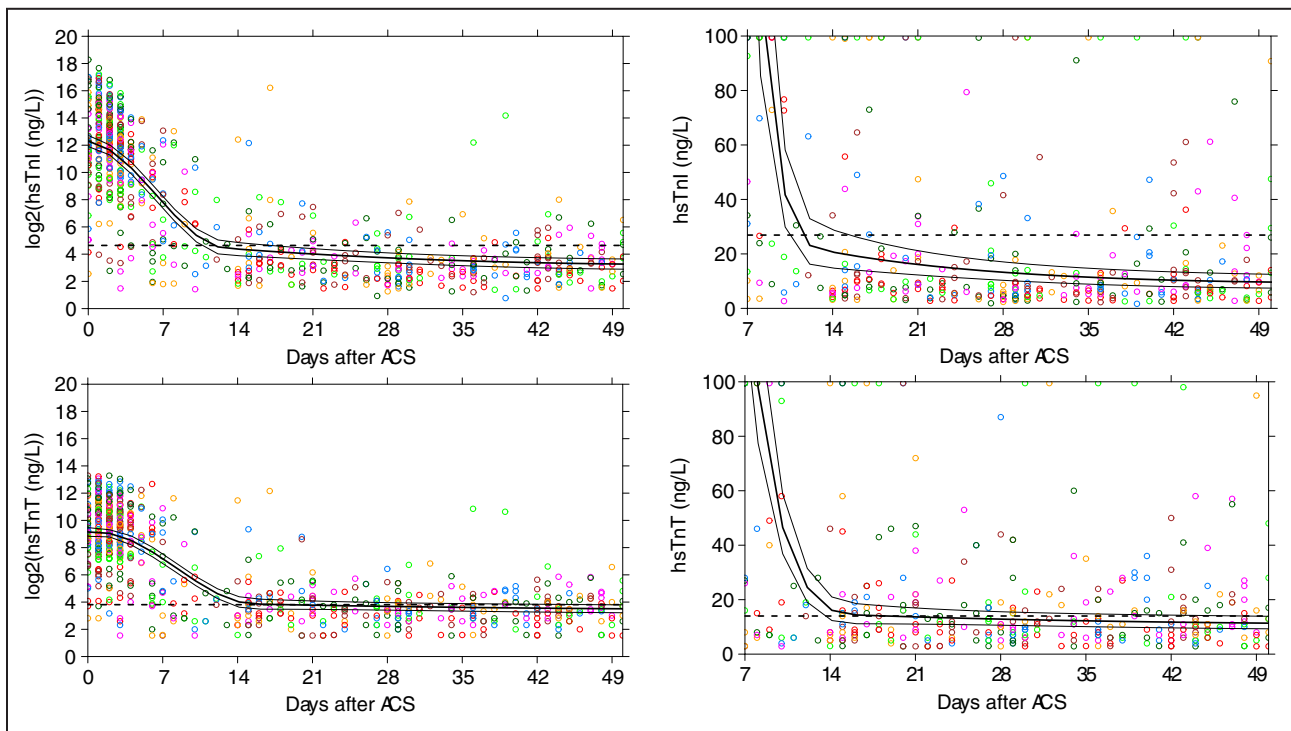 log2(hsTnI (ng/L))
20
18
16
14
12
10
8
6
4
2
0
0 7 14 21 28 35 42 49
Days after ACS
hsTnI (ng/L)
100
80
60
40
20
0
7 14 21 28 35 42 49
Days after ACS
log2(hsTnT (ng/L))
20
18
16
14
12
10
8
6
4
2
0
0 7 14 21 28 35 42 49
Days after ACS
hsTnT (ng/L)
100
80
60
40
20
0
7 14 21 28 35 42 49
Days after ACS